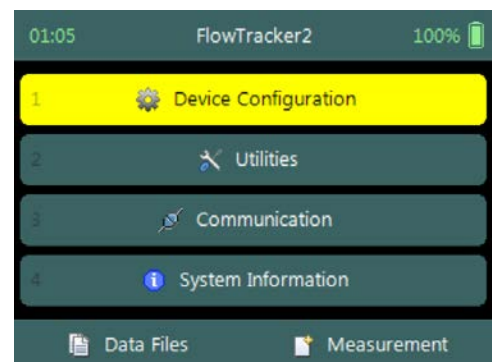 01:05 FlowTracker2 100%
1 Device Configuration
2 Utilities
3 Communication
4 System Information
Data Files Measurement